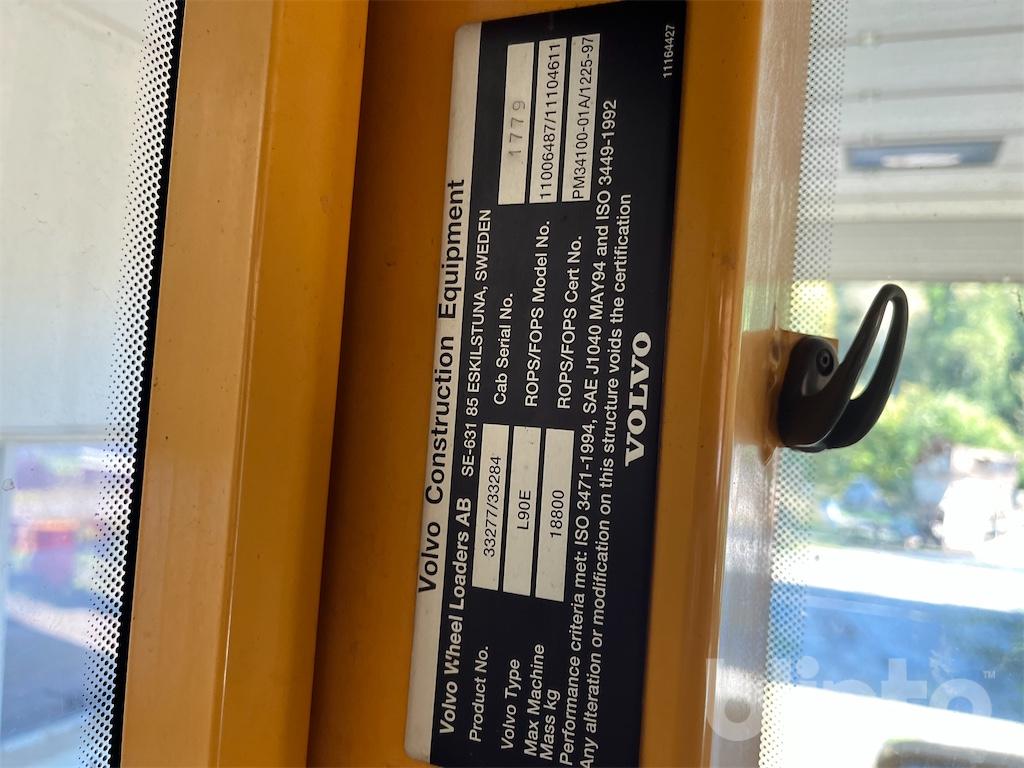 Volvo Construction Equipment
Volvo Wheel Loaders AB SE-631 85 ESKILSTUNA, SWEDEN
Product No. 33277/33284 Cab Serial No. 1779
Volvo Type L90E ROPS/FOPS Model No. 11006487/11104611
Max Machine
Mass kg 18800 ROPS/FOPS Cert No. PM34100-01A/1225-97
Performance criteria met: ISO 3471-1994, SAE J1040 MAY94 and ISO 3449-1992
Any alteration or modification on this structure voids the certification
VOLVO
11164427
blinto™